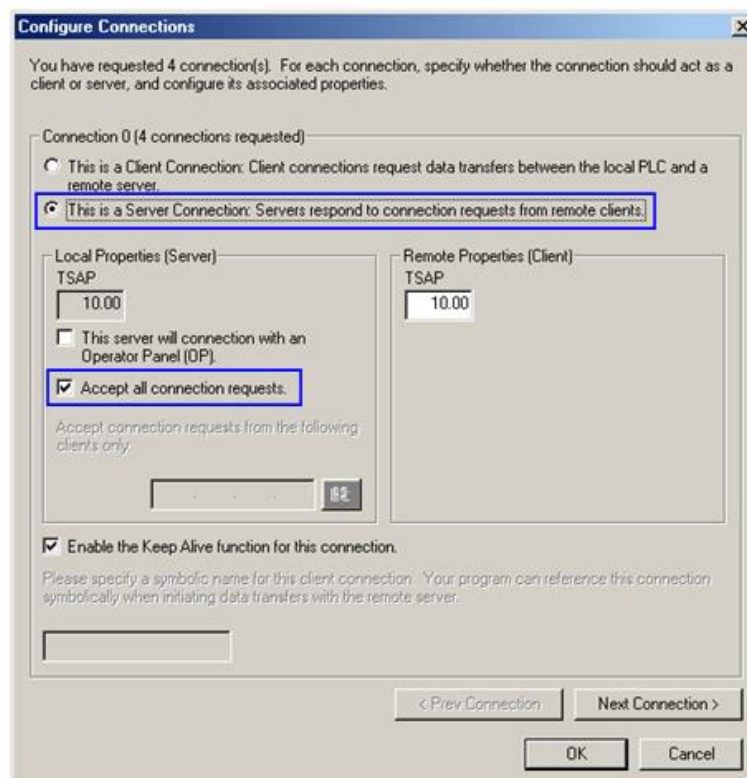 Configure Connections
You have requested 4 connection(s). For each connection, specify whether the connection should act as a
client or server, and configure its associated properties.
Connection 0 (4 connections requested)
This is a Client Connection: Client connections request data transfers between the local PLC and a
remote server.
This is a Server Connection: Servers respond to connection requests from remote clients.
Local Properties (Server)
TSAP
10.00
This server will connection with an
Operator Panel (OP).
Accept all connection requests.
Accept connection requests from the following
clients only:
Remote Properties (Client)
TSAP
10.00
Enable the Keep Alive function for this connection.
Please specify a symbolic name for this client connection. Your program can reference this connection
symbolically when initiating data transfers with the remote server.
< Prev Connection
Next Connection >
OK
Cancel